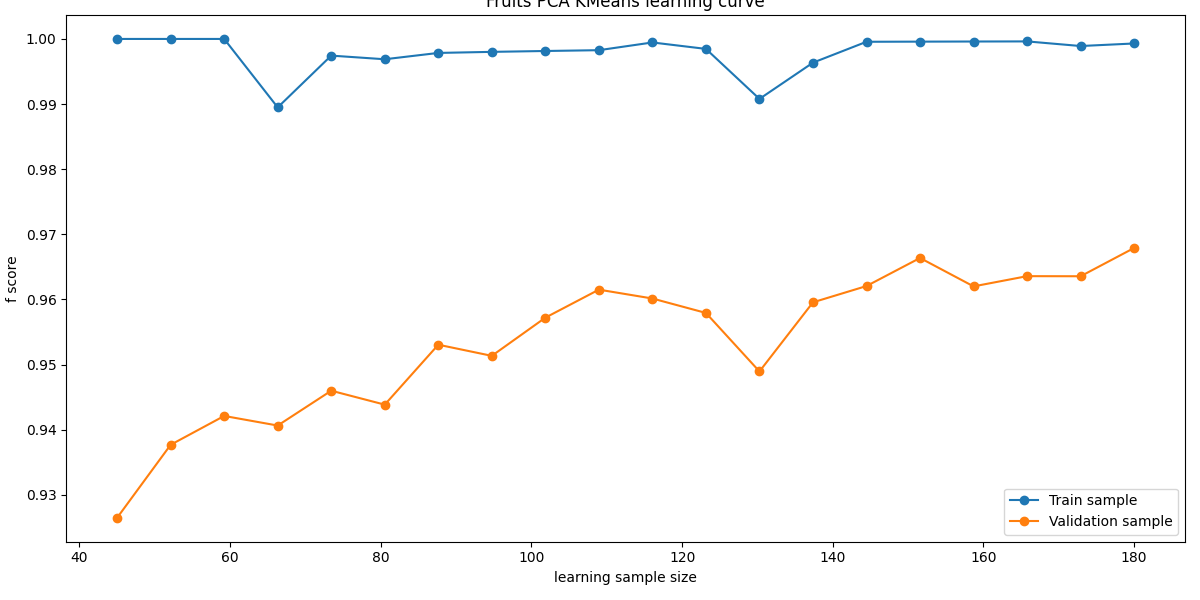 Fruits PCA KMeans learning curve
1.00
0.99
0.98
0.97
0.96
0.95
0.94
0.93
f score
40 60 80 100 120 140 160 180
learning sample size
Train sample
Validation sample